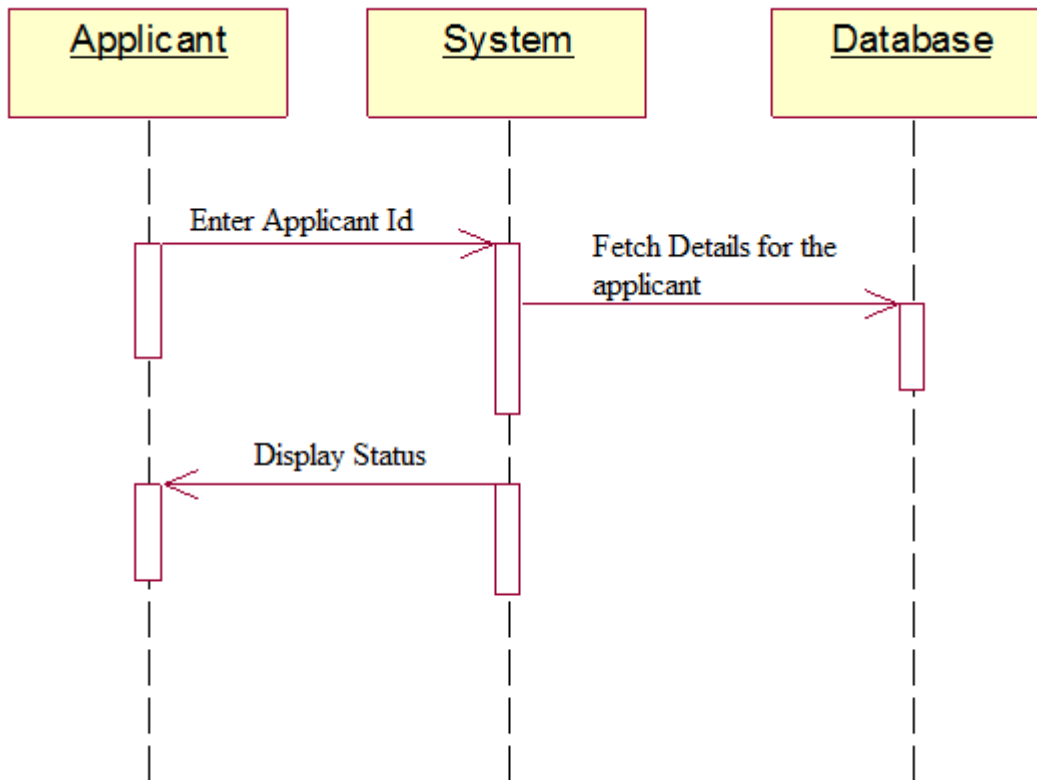 Applicant
System
Database
Enter Applicant Id
Fetch Details for the
applicant
Display Status